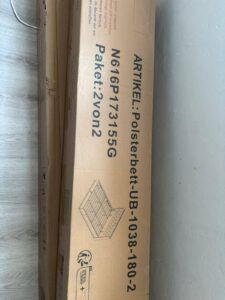 ARTIKEL:Polsterbett-UB-1038-180-2
N616P173155G
Paket:2von2